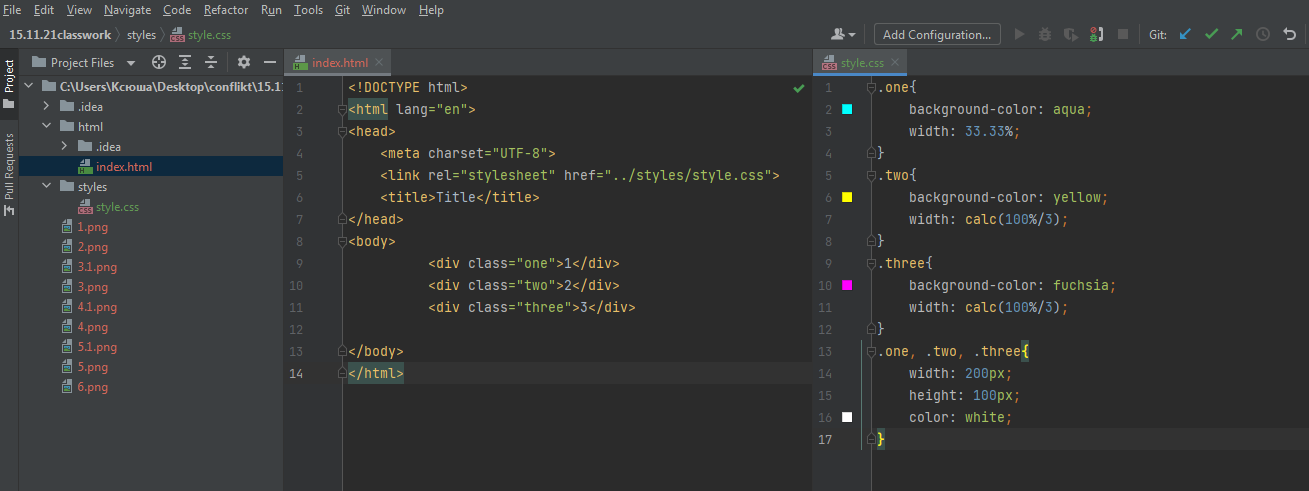 File Edit View Navigate Code Refactor Run Tools Git Window Help
15.11.21classwork styles style.css Add Configuration... Git:
Project
Pull Requests
Project Files
C:\Users\Ксюша\Desktop\conflikt\15.11
.idea
html
.idea
index.html
styles
style.css
1.png
2.png
3.1.png
3.png
4.1.png
4.png
5.1.png
5.png
6.png
index.html
1 <!DOCTYPE html>
2 <html lang="en">
3 <head>
4 <meta charset="UTF-8">
5 <link rel="stylesheet" href="../styles/style.css">
6 <title>Title</title>
7 </head>
8 <body>
9 <div class="one">1</div>
10 <div class="two">2</div>
11 <div class="three">3</div>
12
13 </body>
14 </html>
style.css
1 .one{
2 background-color: aqua;
3 width: 33.33%;
4 }
5 .two{
6 background-color: yellow;
7 width: calc(100%/3);
8 }
9 .three{
10 background-color: fuchsia;
11 width: calc(100%/3);
12 }
13 .one, .two, .three{
14 width: 200px;
15 height: 100px;
16 color: white;
17 }